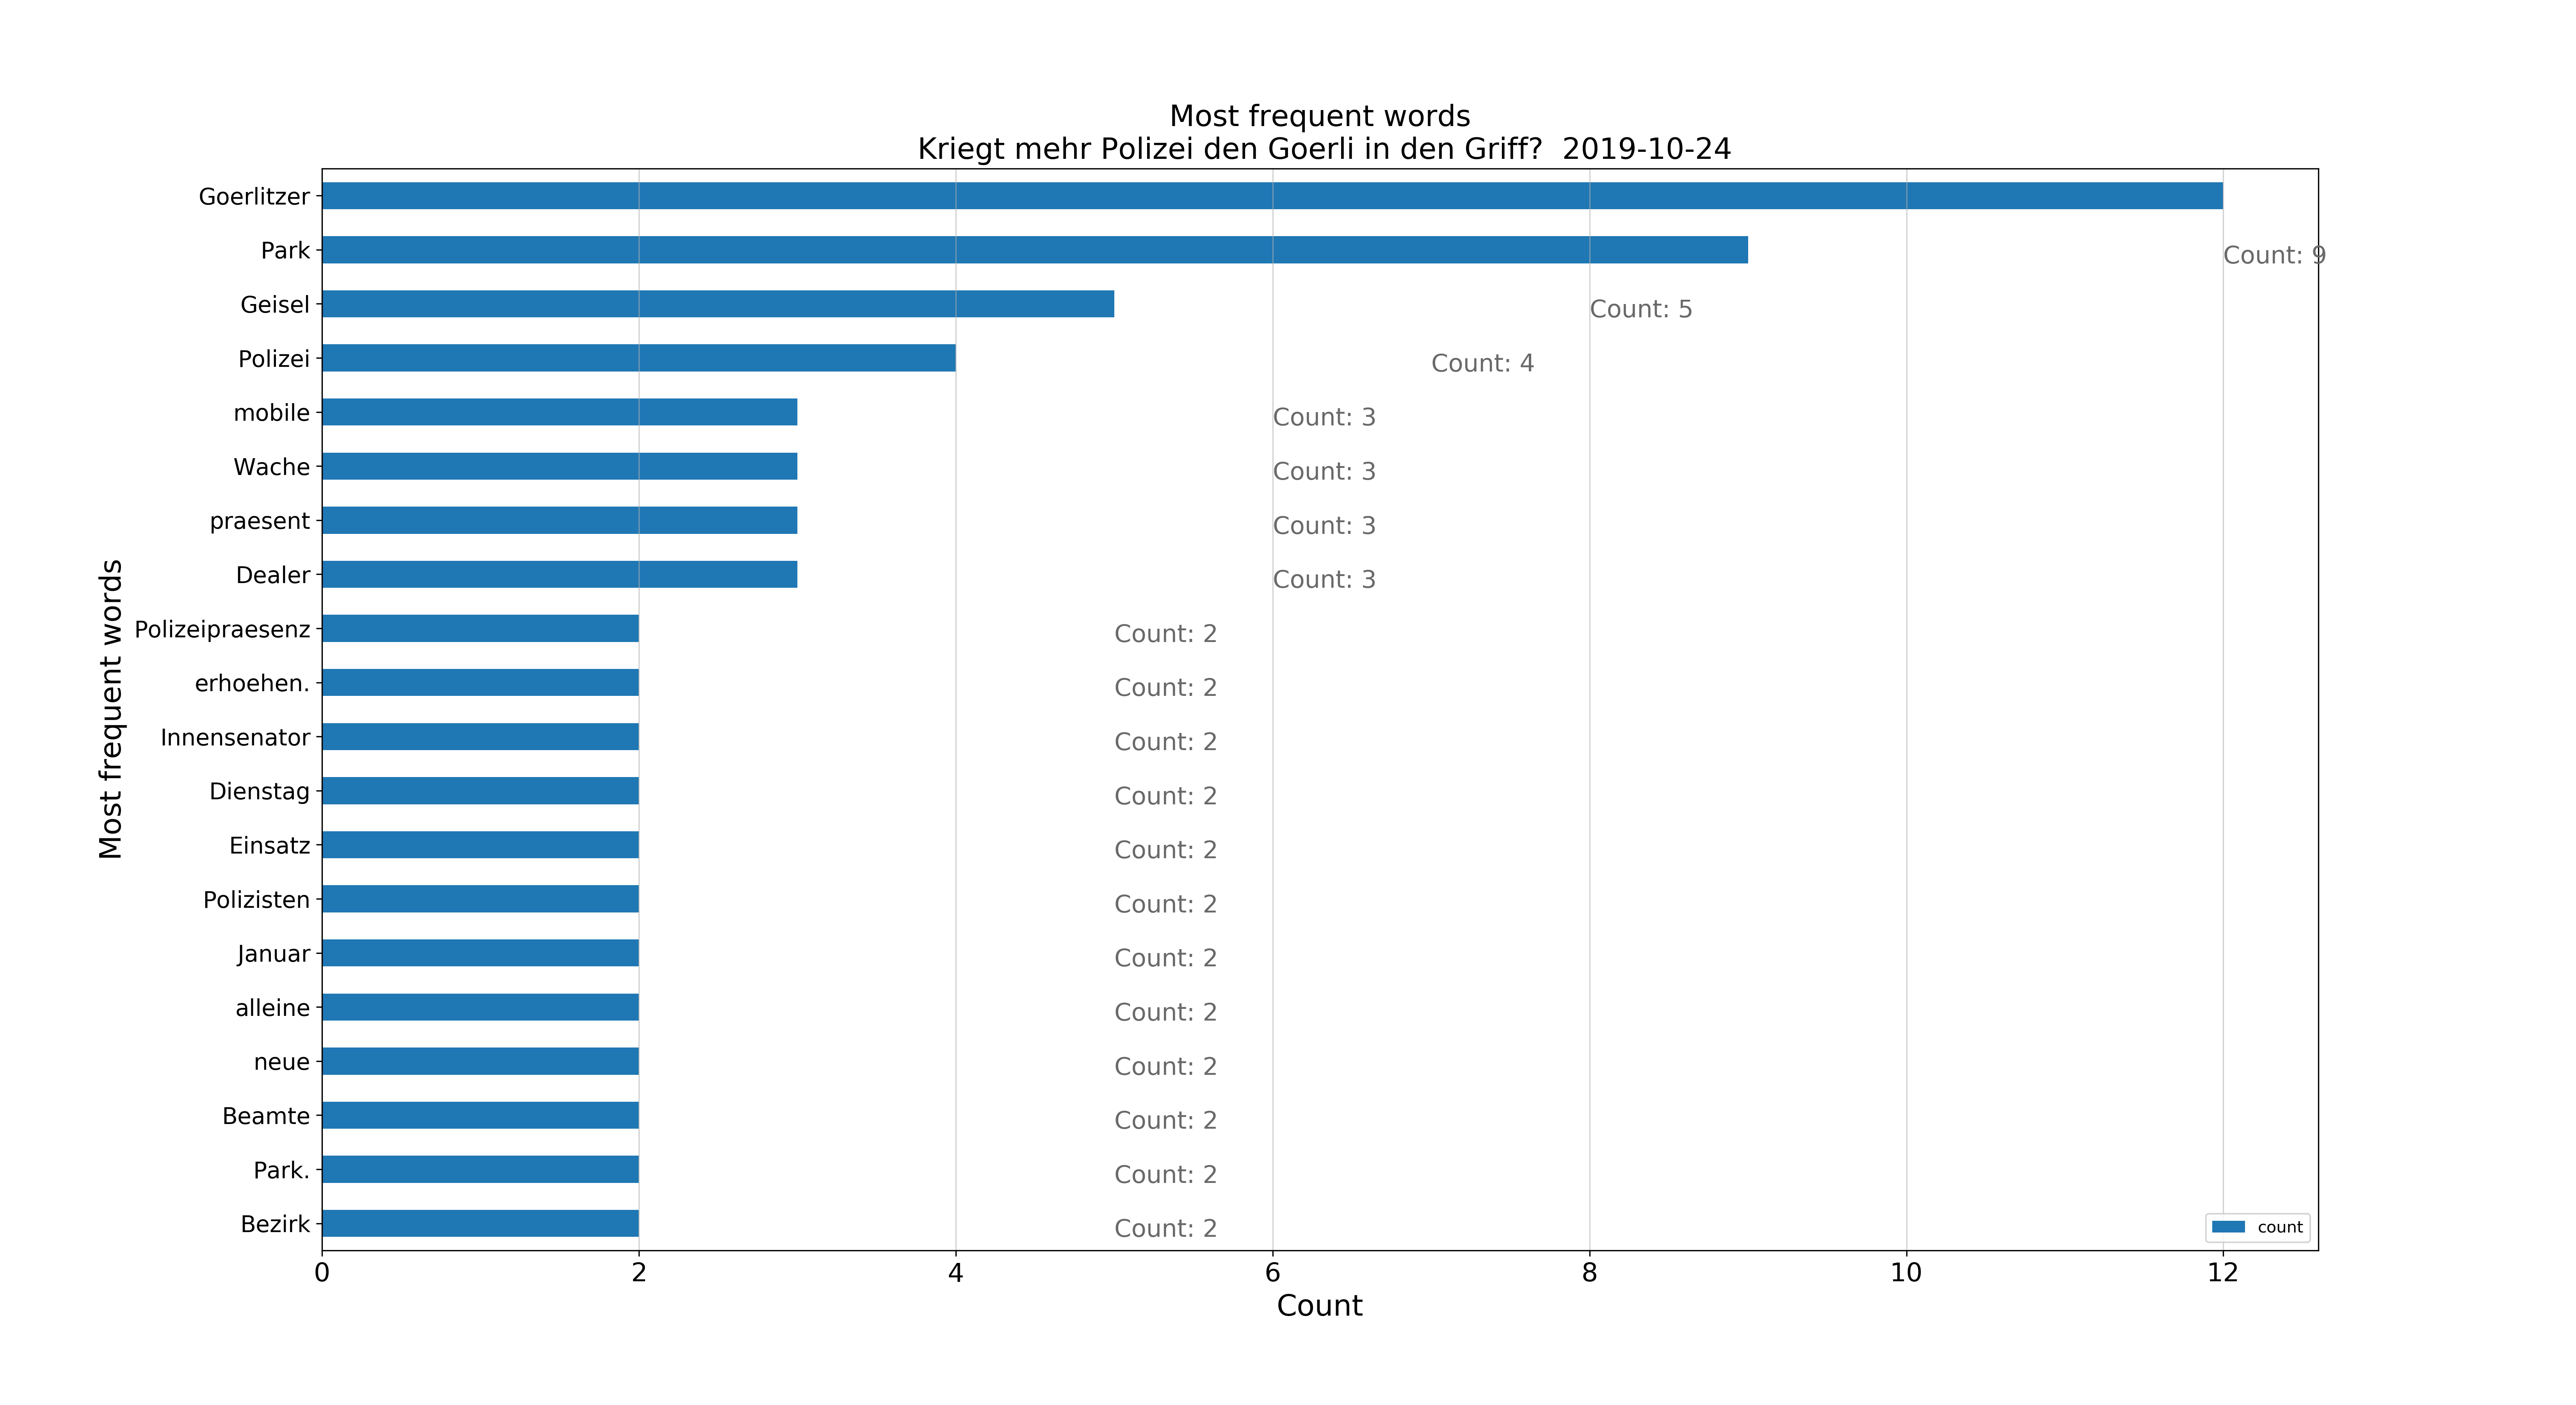 Most frequent words
Kriegt mehr Polizei den Goerli in den Griff?  2019-10-24
Most frequent words
Goerlitzer
Park Count: 9
Geisel Count: 5
Polizei Count: 4
mobile Count: 3
Wache Count: 3
praesent Count: 3
Dealer Count: 3
Polizeipraesenz Count: 2
erhoehen. Count: 2
Innensenator Count: 2
Dienstag Count: 2
Einsatz Count: 2
Polizisten Count: 2
Januar Count: 2
alleine Count: 2
neue Count: 2
Beamte Count: 2
Park. Count: 2
Bezirk Count: 2
count
0 2 4 6 8 10 12
Count